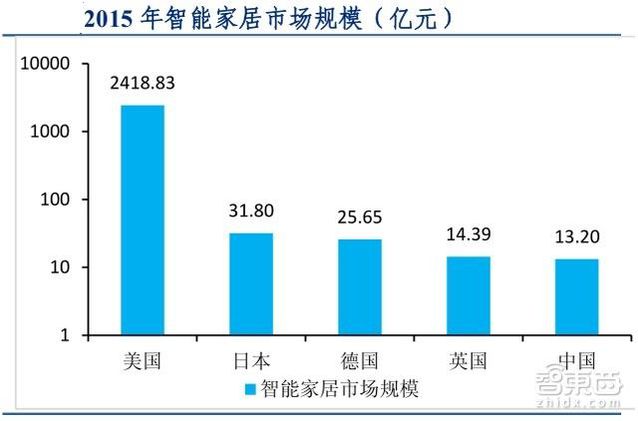 2015 年智能家居市场规模（亿元）
10000
1000
100
10
1
2418.83
31.80
25.65
14.39
13.20
美国
日本
德国
英国
中国
智能家居市场规模
智東西
zhidx.com